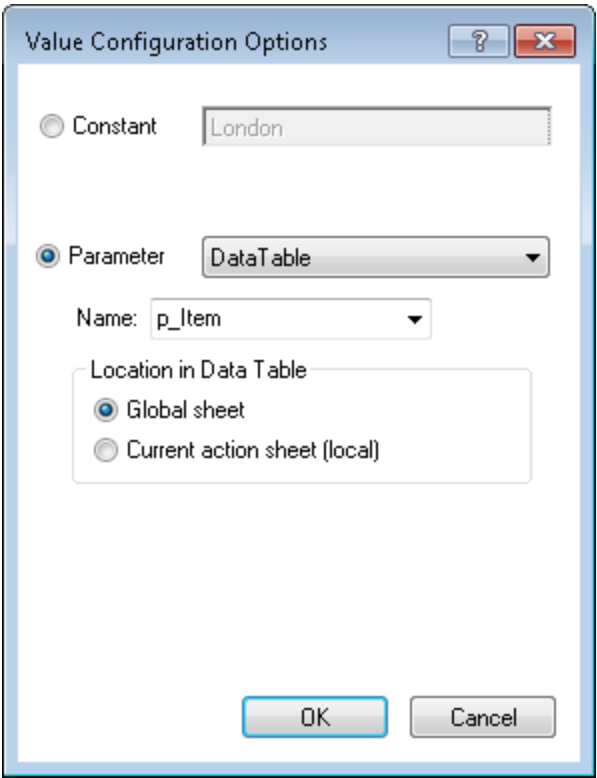 Value Configuration Options ?
Constant London
Parameter DataTable
Name: p_Item
Location in Data Table
Global sheet
Current action sheet (local)
OK Cancel